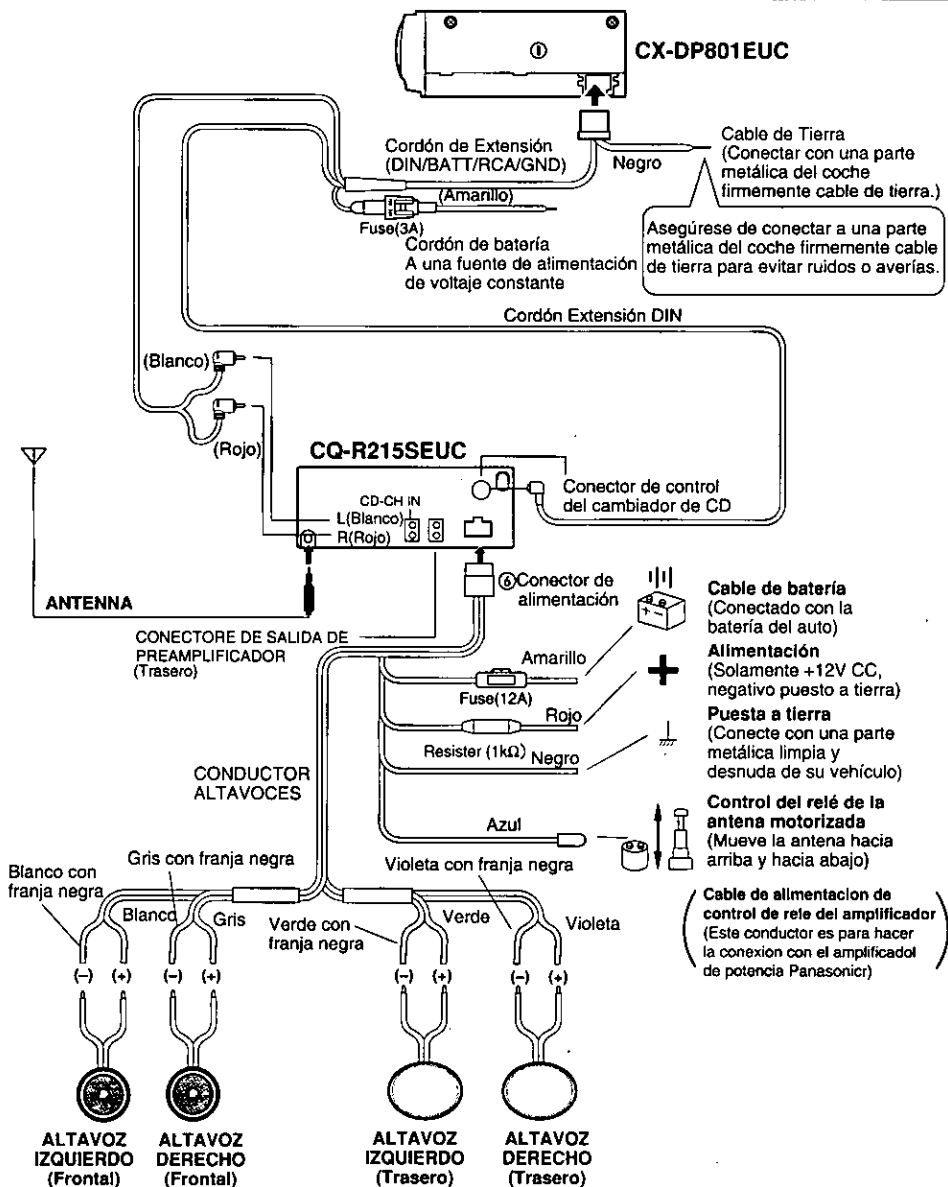 CX-DP801EUC
Cordón de Extensión
(DIN/BATT/RCA/GND)
Negro
Cable de Tierra
(Conectar con una parte
metálica del coche
firmemente cable de tierra.)
(Amarillo)
Fuse(3A)
Cordón de batería
A una fuente de alimentación
de voltaje constante
Asegúrese de conectar a una parte
metálica del coche firmemente cable
de tierra para evitar ruidos o averías.
Cordón Extensión DIN
(Blanco)
(Rojo)
CQ-R215SEUC
CD-CH IN
L(Blanco)
R(Rojo)
Conector de control
del cambiador de CD
ANTENNA
⑥Conector de
alimentación
CONECTORE DE SALIDA DE
PREAMPLIFICADOR
(Trasero)
Amarillo
Fuse(12A)
Cable de batería
(Conectado con la
batería del auto)
Rojo
Resister (1kΩ)
Alimentación
(Solamente +12V CC,
negativo puesto a tierra)
Negro
Puesta a tierra
(Conecte con una parte
metálica limpia y
desnuda de su vehículo)
CONDUCTOR
ALTAVOCES
Azul
Control del relé de la
antena motorizada
(Mueve la antena hacia
arriba y hacia abajo)
Cable de alimentacion de
control de rele del amplificador
(Este conductor es para hacer
la conexion con el amplificadol
de potencia Panasonicr)
Blanco con
franja negra
Gris con franja negra
Blanco
Gris
Violeta con franja negra
Verde con
franja negra
Verde
Violeta
(-) (+) (-) (+) (-) (+) (-) (+)
ALTAVOZ
IZQUIERDO
(Frontal)
ALTAVOZ
DERECHO
(Frontal)
ALTAVOZ
IZQUIERDO
(Trasero)
ALTAVOZ
DERECHO
(Trasero)